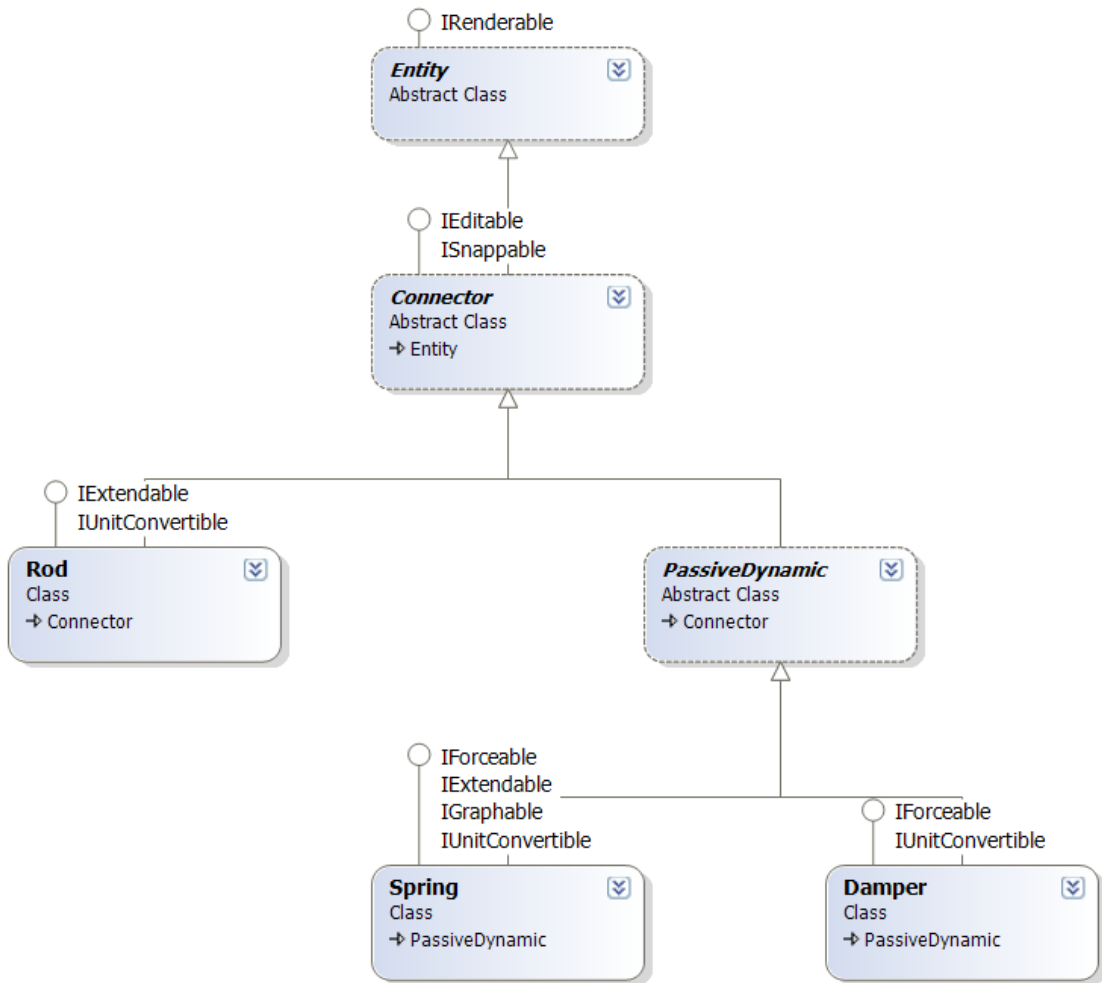 IRenderable
Entity
Abstract Class
IEditable
ISnappable
Connector
Abstract Class
Entity
IExtendable
IUnitConvertible
Rod
Class
Connector
PassiveDynamic
Abstract Class
Connector
IForceable
IExtendable
IGraphable
IUnitConvertible
Spring
Class
PassiveDynamic
IForceable
IUnitConvertible
Damper
Class
PassiveDynamic